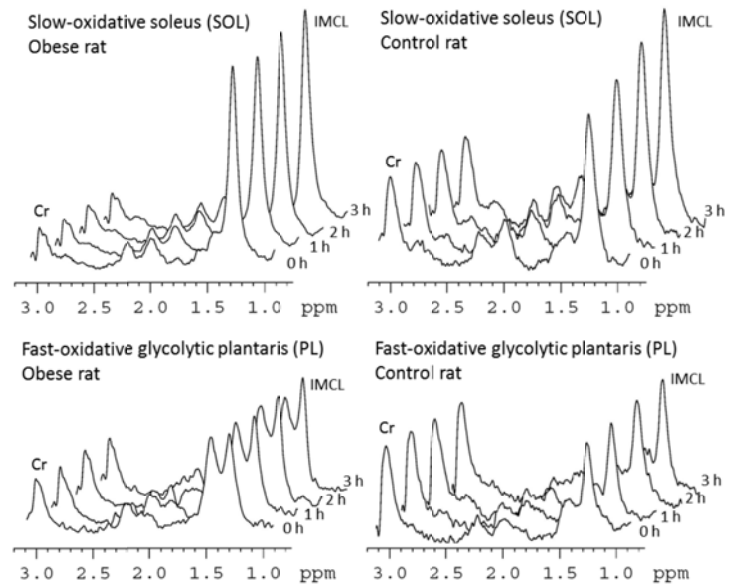 Slow-oxidative soleus (SOL)
Obese rat
IMCL
Cr
3 h
2 h
1 h
0 h
3.0 2.5 2.0 1.5 1.0 ppm
Slow-oxidative soleus (SOL)
Control rat
IMCL
Cr
3 h
2 h
1 h
0 h
3.0 2.5 2.0 1.5 1.0 ppm
Fast-oxidative glycolytic plantaris (PL)
Obese rat
IMCL
Cr
3 h
2 h
1 h
0 h
3.0 2.5 2.0 1.5 1.0 ppm
Fast-oxidative glycolytic plantaris (PL)
Control rat
IMCL
Cr
3 h
2 h
1 h
0 h
3.0 2.5 2.0 1.5 1.0 ppm